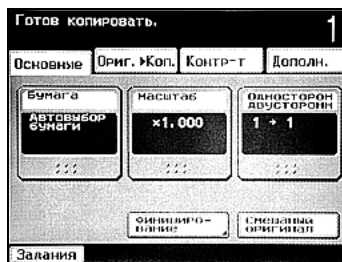 Готов копировать.
1
Основные Ориг.▶Коп. Контр-т Дополн.
Бумага Масштаб Односторон
двусторонн
Автовыбор
бумаги
×1.000 1 → 1
Финиширо-
вание
Смешаный
оригинал
Задания